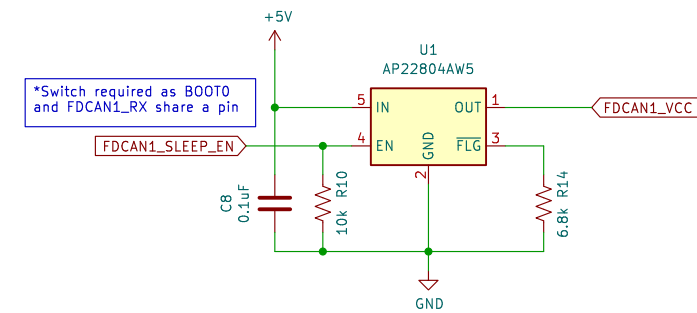 +5V
U1
AP22804AW5
*Switch required as BOOT0
and FDCAN1_RX share a pin
5 IN OUT 1 FDCAN1_VCC
FDCAN1_SLEEP_EN 4 EN GND FLG 3
2
C8
0.1uF
R10
10k
R14
6.8k
GND